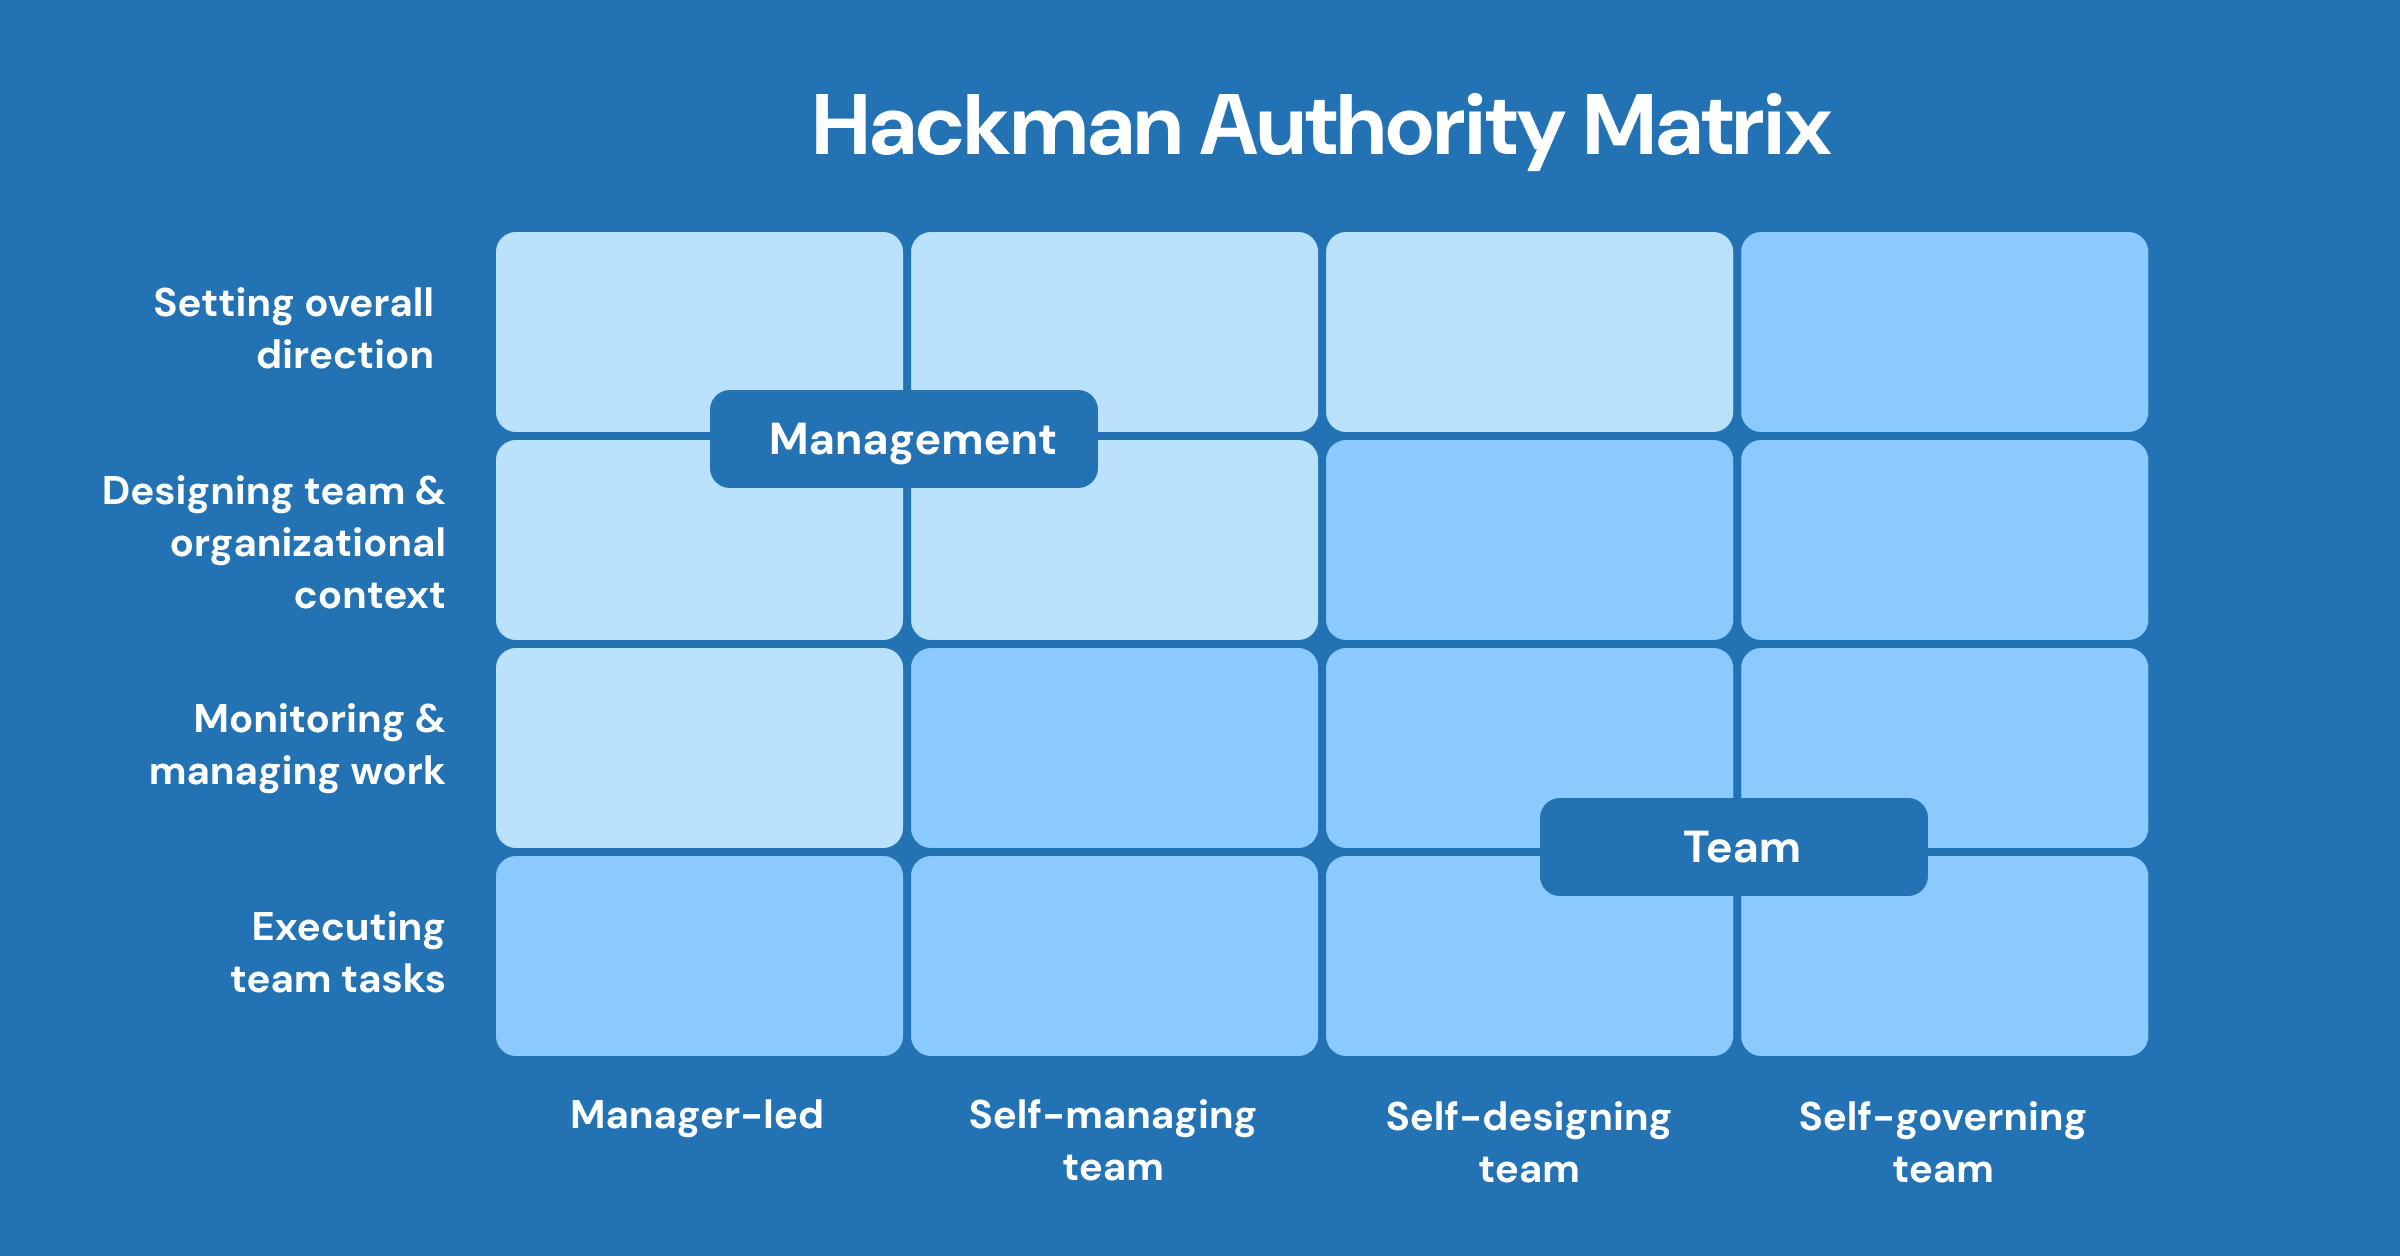 Hackman Authority Matrix
Setting overall
direction
Management
Designing team &
organizational
context
Monitoring &
managing work
Team
Executing
team tasks
Manager-led
Self-managing
team
Self-designing
team
Self-governing
team